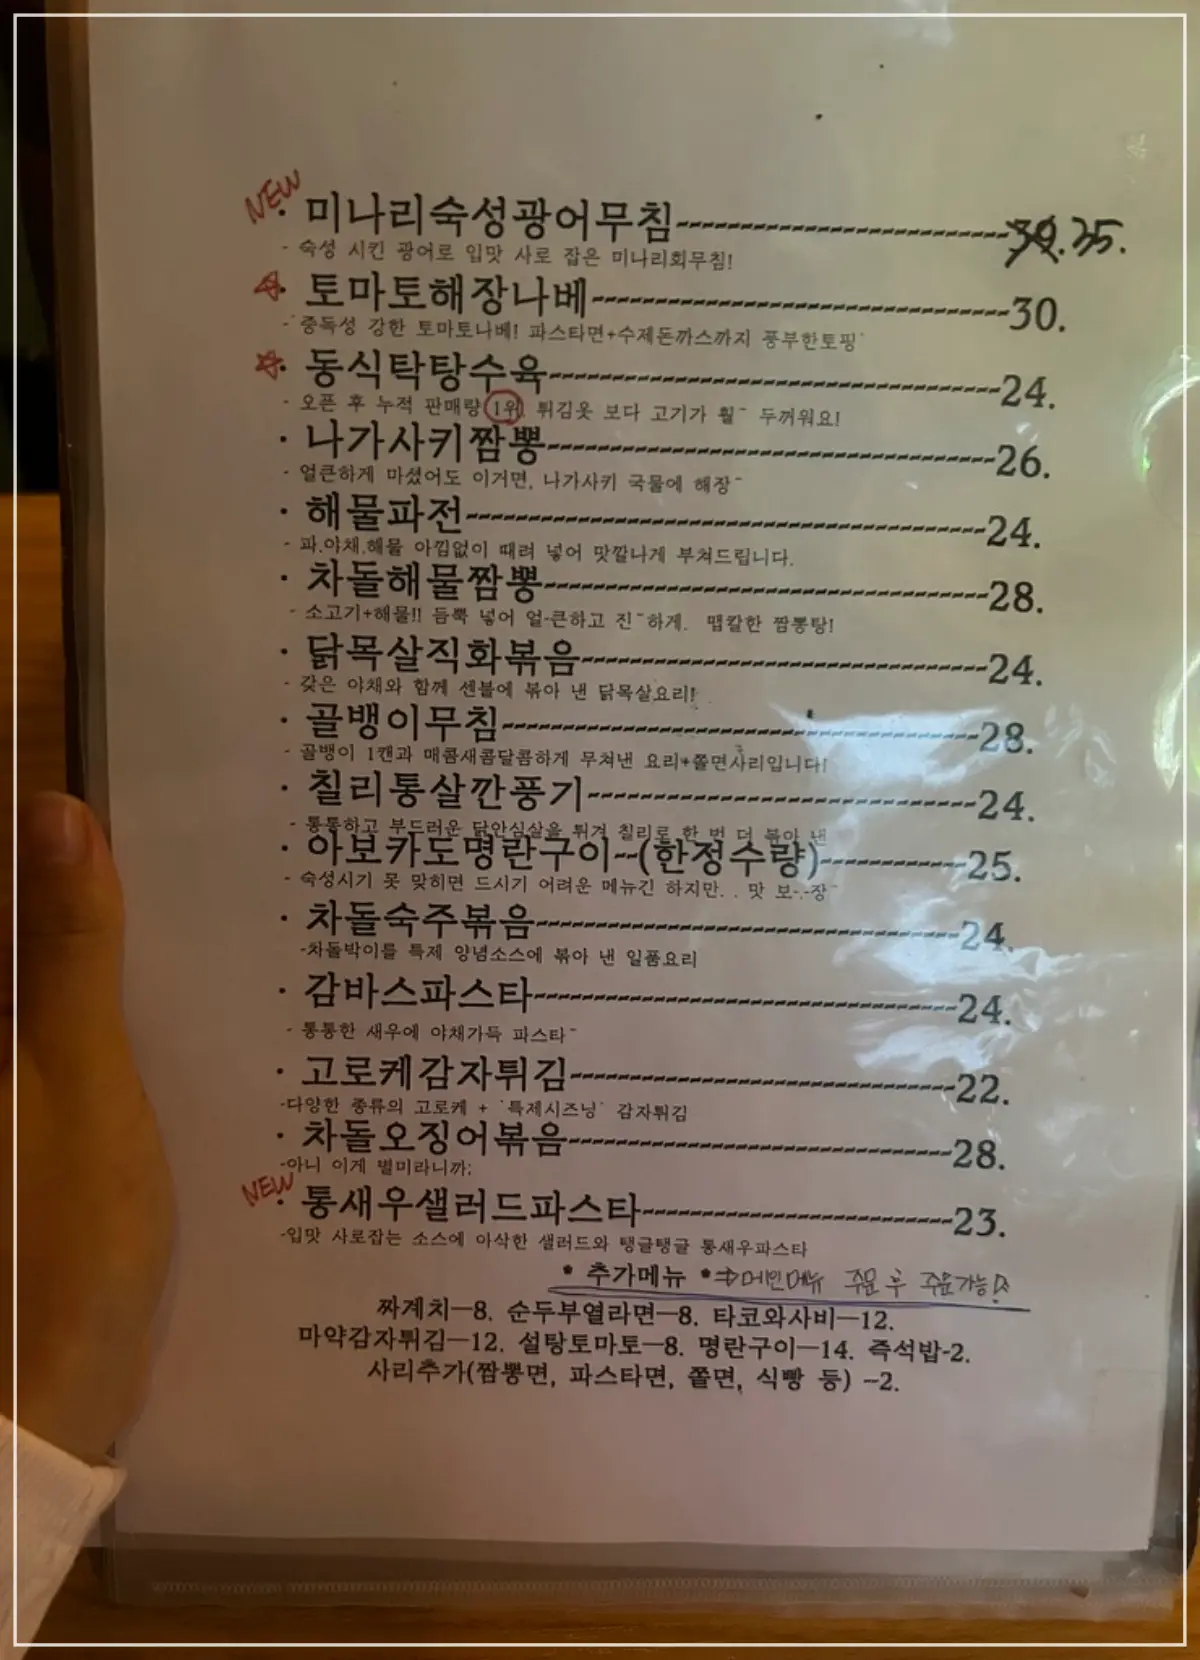 NEW
· 미나리숙성광어무침------------------------30.35.
- 숙성 시킨 광어로 입맛 사로 잡은 미나리회무침!
☆· 토마토해장나베------------------------------30.
-`중독성 강한 토마토나베! 파스타면+수제돈까스까지 풍부한토핑`
☆· 동식탁탕수육--------------------------------24.
- 오픈 후 누적 판매량 1위. 튀김옷 보다 고기가 훨~ 두꺼워요!
· 나가사키짬뽕--------------------------------26.
- 얼큰하게 마셨어도 이거면, 나가사키 국물에 해장~
· 해물파전--------------------------------------24.
- 파.야채.해물 아낌없이 때려 넣어 맛깔나게 부쳐드립니다.
· 차돌해물짬뽕--------------------------------28.
- 소고기+해물!! 듬뿍 넣어 얼-큰하고 진~하게. 맵칼한 짬뽕탕!
· 닭목살직화볶음-----------------------------24.
- 갖은 야채와 함께 센불에 볶아 낸 닭목살요리!
· 골뱅이무침----------------------------------28.
- 골뱅이 1캔과 매콤새콤달콤하게 무쳐낸 요리+쫄면사리입니다!
· 칠리통살깐풍기----------------------------24.
- 통통하고 부드러운 닭안심살을 튀겨 칠리로 한 번 더 볶아 낸
· 아보카도명란구이--(한정수량)----------25.
- 숙성시기 못 맞히면 드시기 어려운 메뉴긴 하지만. . 맛 보-.-장~
· 차돌숙주볶음------------------------------24.
-차돌박이를 특제 양념소스에 볶아 낸 일품요리
· 감바스파스타------------------------------24.
- 통통한 새우에 야채가득 파스타~
· 고로케감자튀김---------------------------22.
-다양한 종류의 고로케 + `특제시즈닝` 감자튀김
· 차돌오징어볶음---------------------------28.
-아니 이게 별미라니까;
NEW
· 통새우샐러드파스타----------------------23.
-입맛 사로잡는 소스에 아삭한 샐러드와 탱글탱글 통새우파스타
* 추가메뉴 *⇒메인메뉴 주문 후 주문가능!
짜계치—8. 순두부열라면—8. 타코와사비—12.
마약감자튀김—12. 설탕토마토—8. 명란구이—14. 즉석밥-2.
사리추가(짬뽕면, 파스타면, 쫄면, 식빵 등) -2.